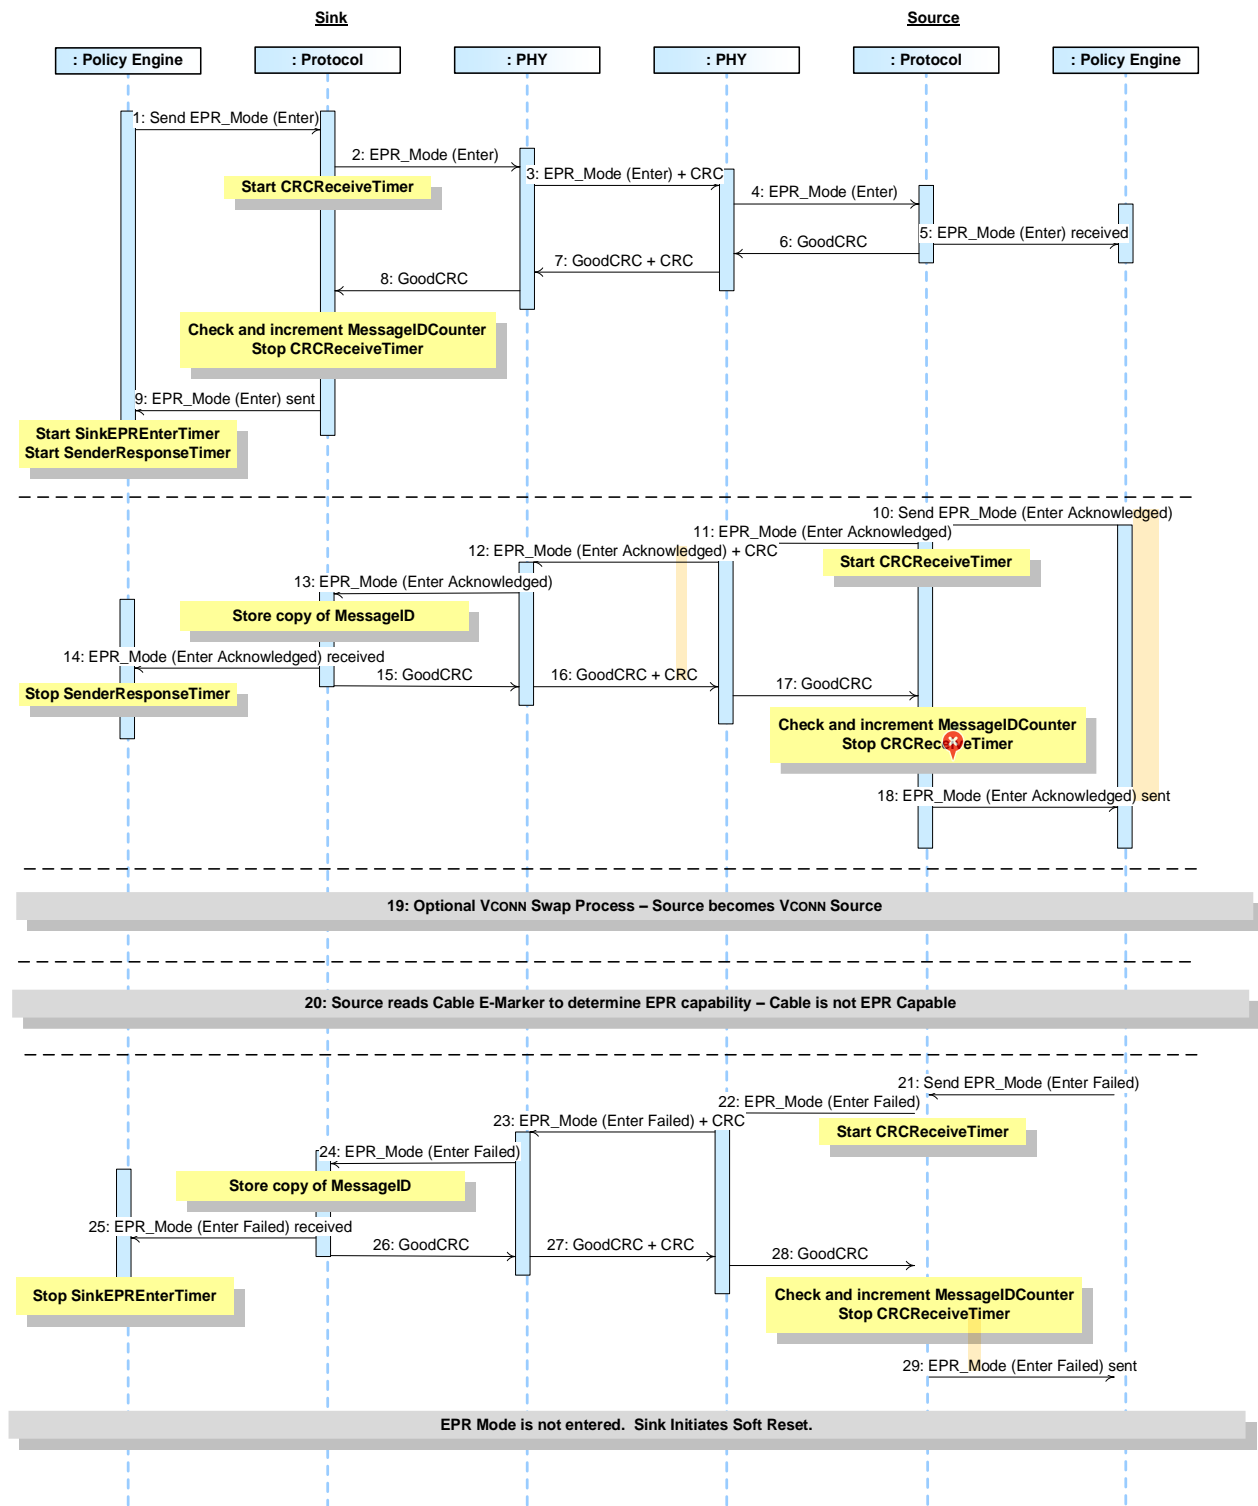 Sink
Source
: Policy Engine
: Protocol
: PHY
: PHY
: Protocol
: Policy Engine
1: Send EPR_Mode (Enter)
2: EPR_Mode (Enter)
Start CRCReceiveTimer
3: EPR_Mode (Enter) + CRC
4: EPR_Mode (Enter)
5: EPR_Mode (Enter) received
6: GoodCRC
7: GoodCRC + CRC
8: GoodCRC
Check and increment MessageIDCounter
Stop CRCReceiveTimer
9: EPR_Mode (Enter) sent
Start SinkEPREnterTimer
Start SenderResponseTimer
10: Send EPR_Mode (Enter Acknowledged)
11: EPR_Mode (Enter Acknowledged)
Start CRCReceiveTimer
12: EPR_Mode (Enter Acknowledged) + CRC
13: EPR_Mode (Enter Acknowledged)
Store copy of MessageID
14: EPR_Mode (Enter Acknowledged) received
Stop SenderResponseTimer
15: GoodCRC
16: GoodCRC + CRC
17: GoodCRC
Check and increment MessageIDCounter
Stop CRCReceiveTimer
18: EPR_Mode (Enter Acknowledged) sent
19: Optional VCONN Swap Process – Source becomes VCONN Source
20: Source reads Cable E-Marker to determine EPR capability – Cable is not EPR Capable
21: Send EPR_Mode (Enter Failed)
22: EPR_Mode (Enter Failed)
Start CRCReceiveTimer
23: EPR_Mode (Enter Failed) + CRC
24: EPR_Mode (Enter Failed)
Store copy of MessageID
25: EPR_Mode (Enter Failed) received
26: GoodCRC
27: GoodCRC + CRC
28: GoodCRC
Stop SinkEPREnterTimer
Check and increment MessageIDCounter
Stop CRCReceiveTimer
29: EPR_Mode (Enter Failed) sent
EPR Mode is not entered. Sink Initiates Soft Reset.